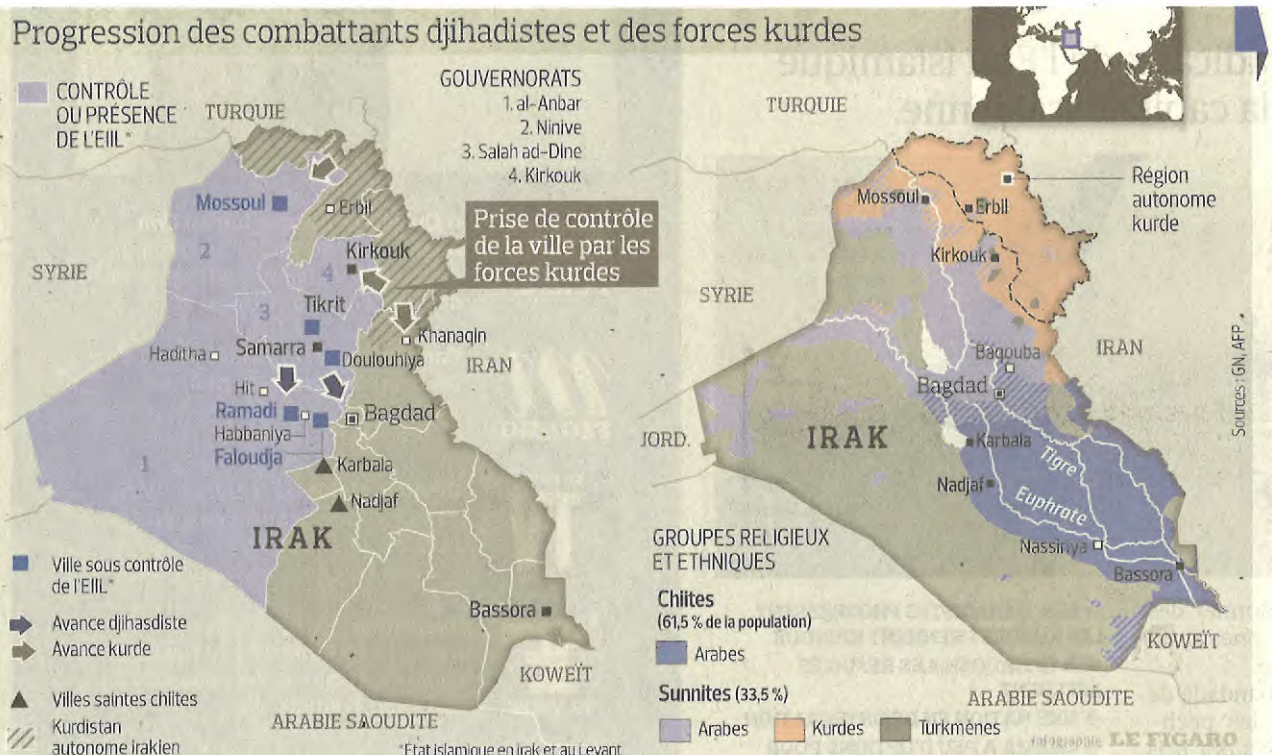 Progression des combattants djihadistes et des forces kurdes
CONTRÔLE
OU PRÉSENCE
DE L'EIIL*
GOUVERNORATS
1. al-Anbar
2. Ninive
3. Salah ad-Dine
4. Kirkouk
TURQUIE
SYRIE
Mossoul
Erbil
Kirkouk
Prise de contrôle
de la ville par les
forces kurdes
2
4
3
1
Tikrit
Samarra
Haditha
Doulouhiya
Khanaqin
IRAN
Hit
Ramadi
Habbaniya
Faloudja
Bagdad
Karbala
Nadjaf
IRAK
Bassora
KOWEÏT
ARABIE SAOUDITE
Ville sous contrôle
de l'EIIL*
Avance djihasdiste
Avance kurde
Villes saintes chiites
Kurdistan
autonome irakien
*État islamique en Irak et au Levant
TURQUIE
Région
autonome
kurde
Mossoul
Erbil
Kirkouk
SYRIE
IRAN
Baqouba
Bagdad
JORD.
IRAK
Karbala
Nadjaf
Tigre
Euphrate
Nassiriya
Bassora
KOWEÏT
ARABIE SAOUDITE
GROUPES RELIGIEUX
ET ETHNIQUES
Chiites
(61,5 % de la population)
Arabes
Sunnites (33,5 %)
Arabes
Kurdes
Turkmènes
Sources : GN, AFP
infographie LE FIGARO